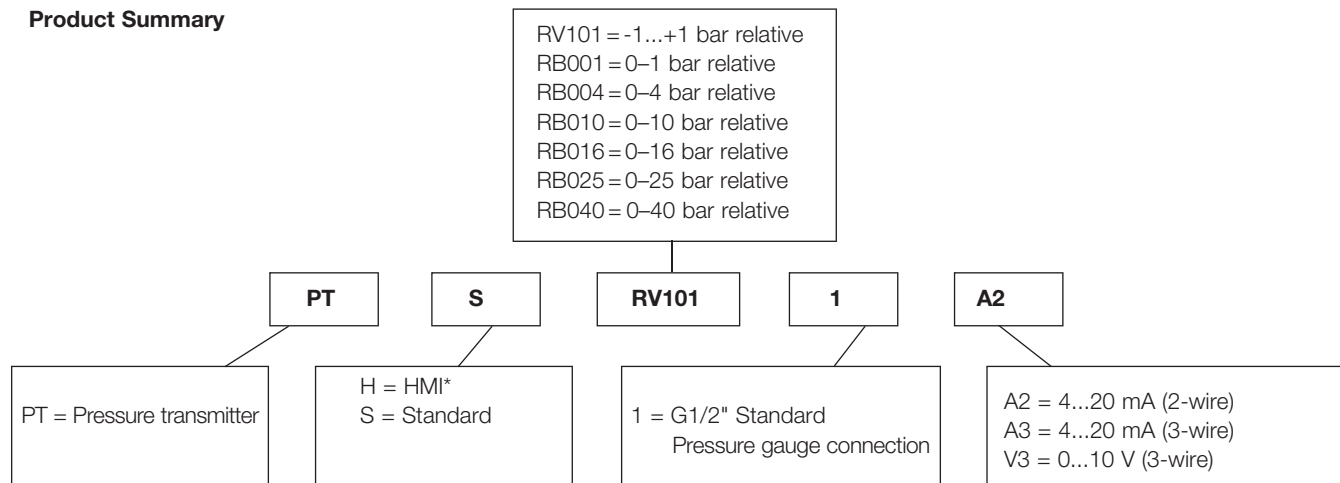 Product Summary
RV101 = -1...+1 bar relative
RB001 = 0–1 bar relative
RB004 = 0–4 bar relative
RB010 = 0–10 bar relative
RB016 = 0–16 bar relative
RB025 = 0–25 bar relative
RB040 = 0–40 bar relative
PT
S
RV101
1
A2
PT = Pressure transmitter
H = HMI*
S = Standard
1 = G1/2" Standard
Pressure gauge connection
A2 = 4...20 mA (2-wire)
A3 = 4...20 mA (3-wire)
V3 = 0...10 V (3-wire)